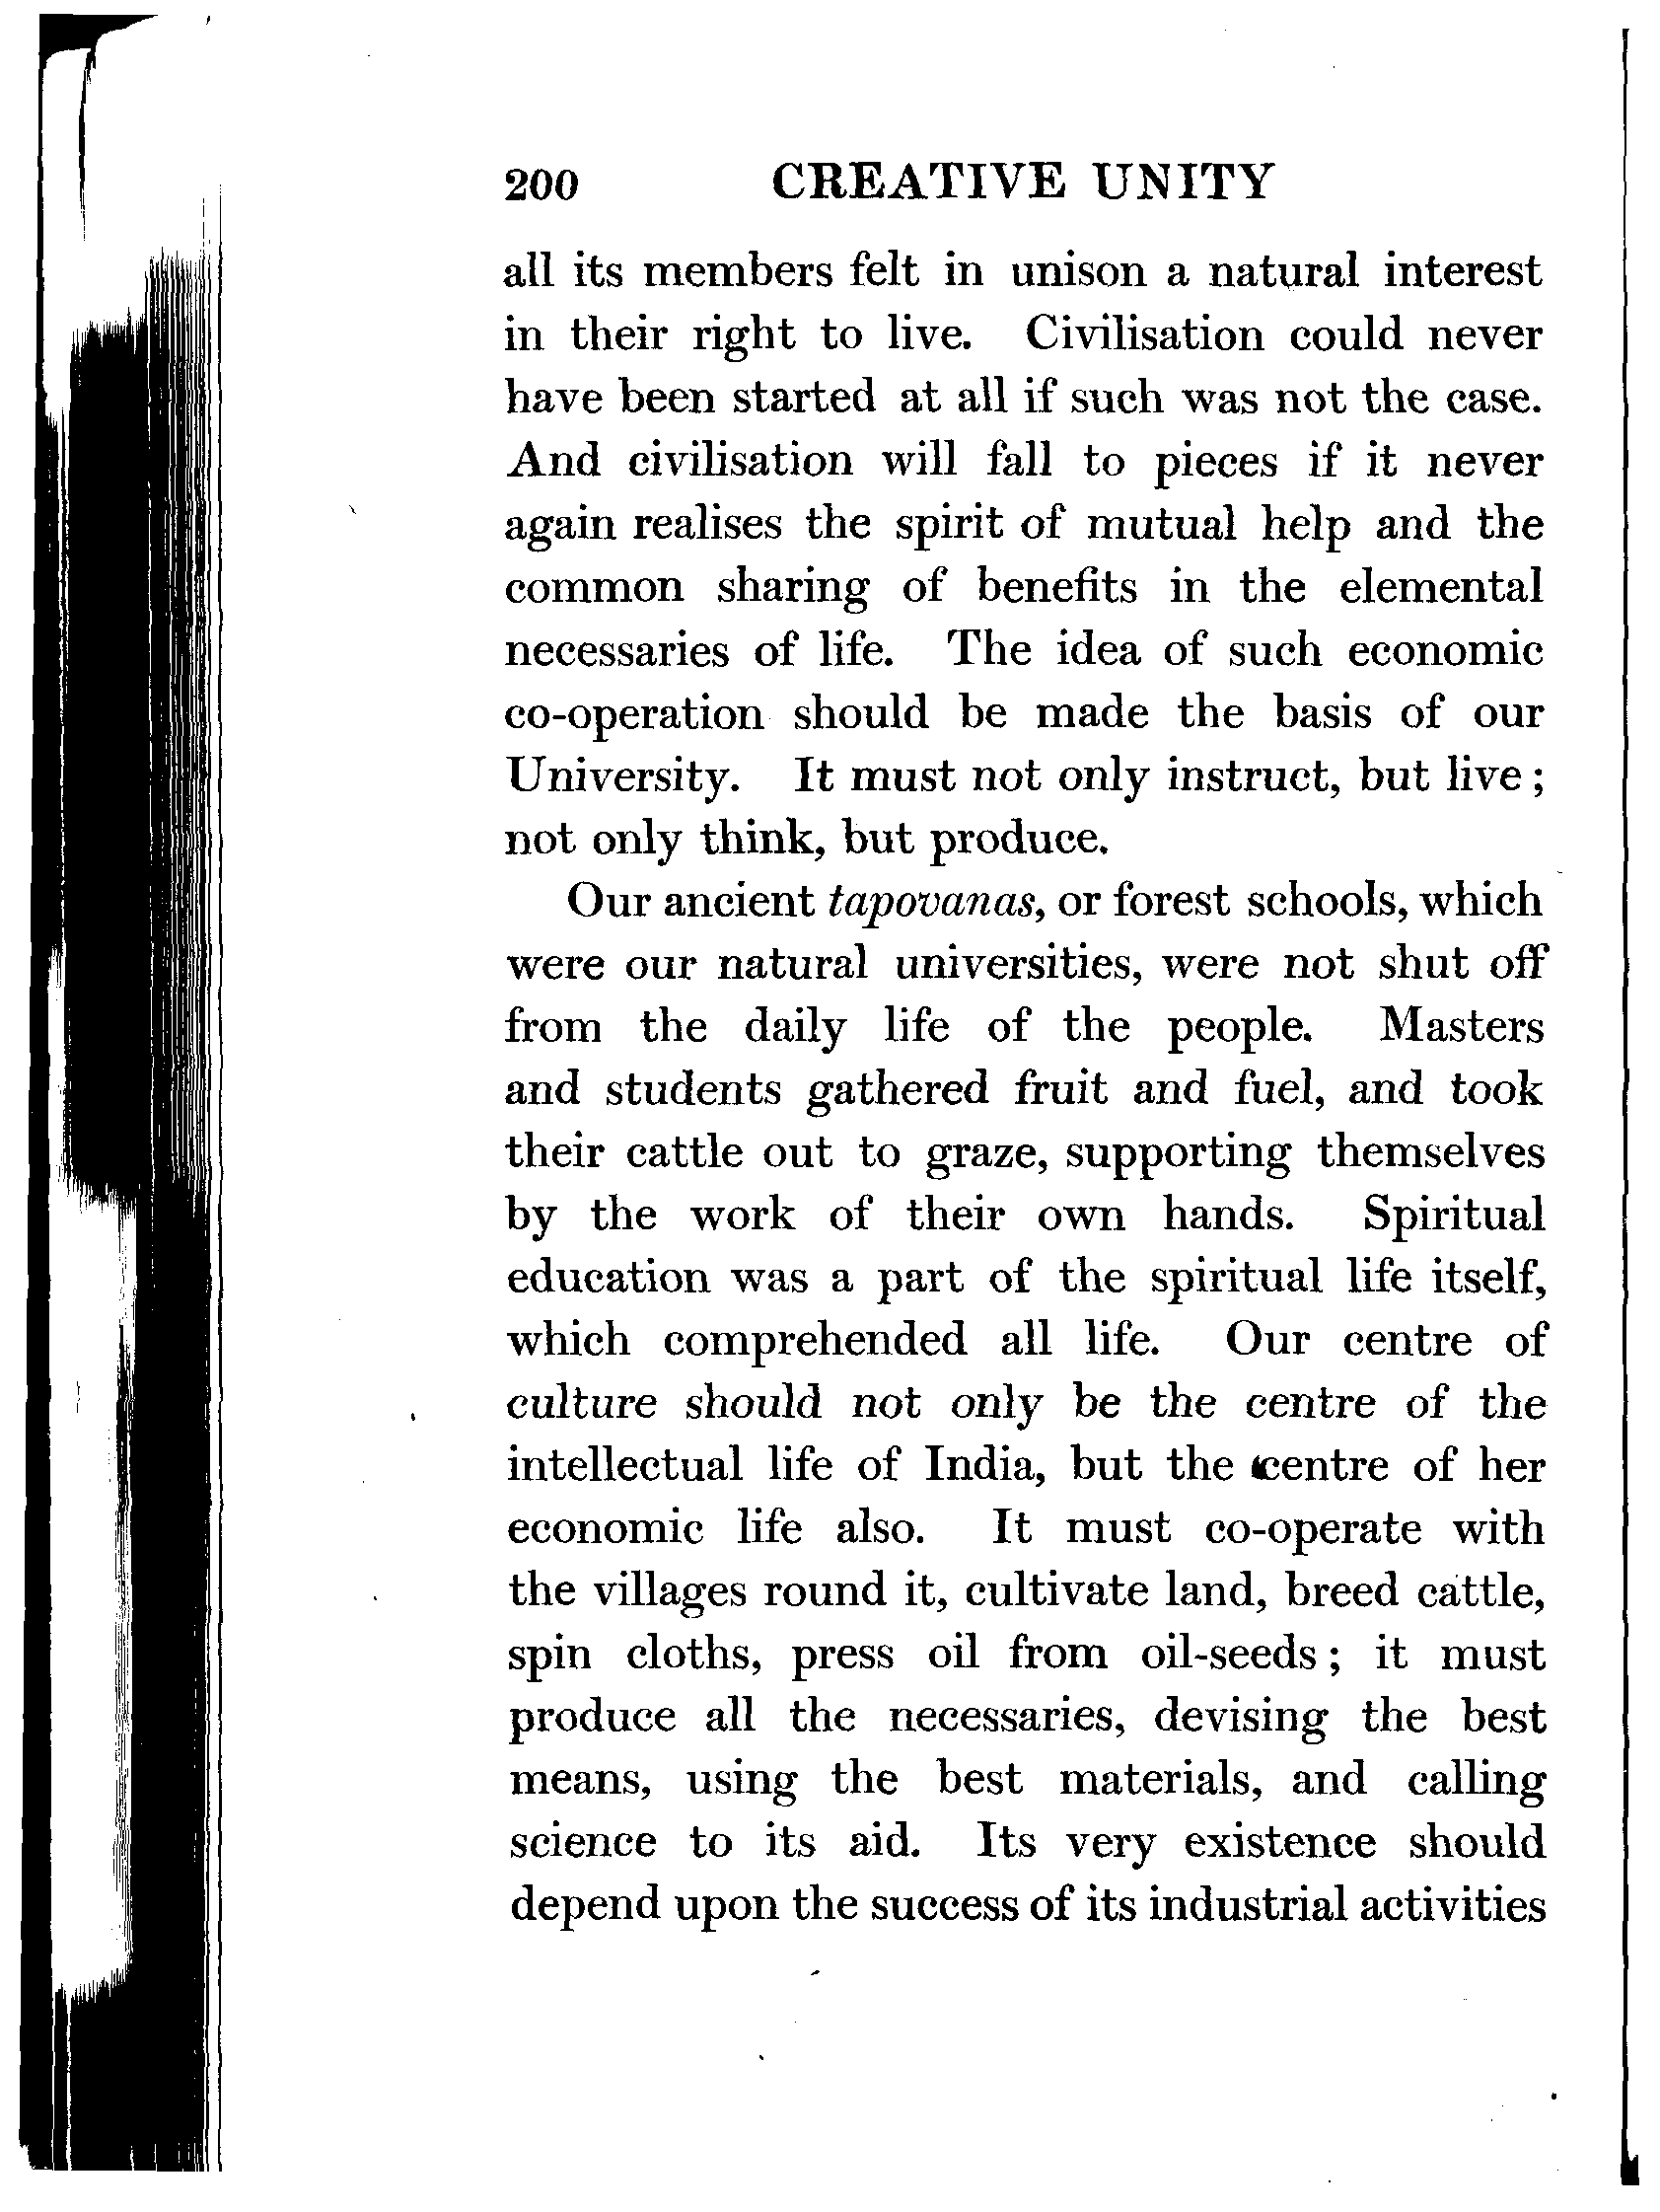 200 CREATIVE UNITY
all its members felt in unison a natural interest
in their right to live. Civilisation could never
have been started at all if such was not the case.
And civilisation will fall to pieces if it never
again realises the spirit of mutual help and the
common sharing of benefits in the elemental
necessaries of life. The idea of such economic
co-operation should be made the basis of our
University. It must not only instruct, but live;
not only think, but produce.
Our ancient tapovanas, or forest schools, which
were our natural universities, were not shut off
from the daily life of the people. Masters
and students gathered fruit and fuel, and took
their cattle out to graze, supporting themselves
by the work of their own hands. Spiritual
education was a part of the spiritual life itself,
which comprehended all life. Our centre of
culture should not only be the centre of the
intellectual life of India, but the centre of her
economic life also. It must co-operate with
the villages round it, cultivate land, breed cattle,
spin cloths, press oil from oil-seeds; it must
produce all the necessaries, devising the best
means, using the best materials, and calling
science to its aid. Its very existence should
depend upon the success of its industrial activities